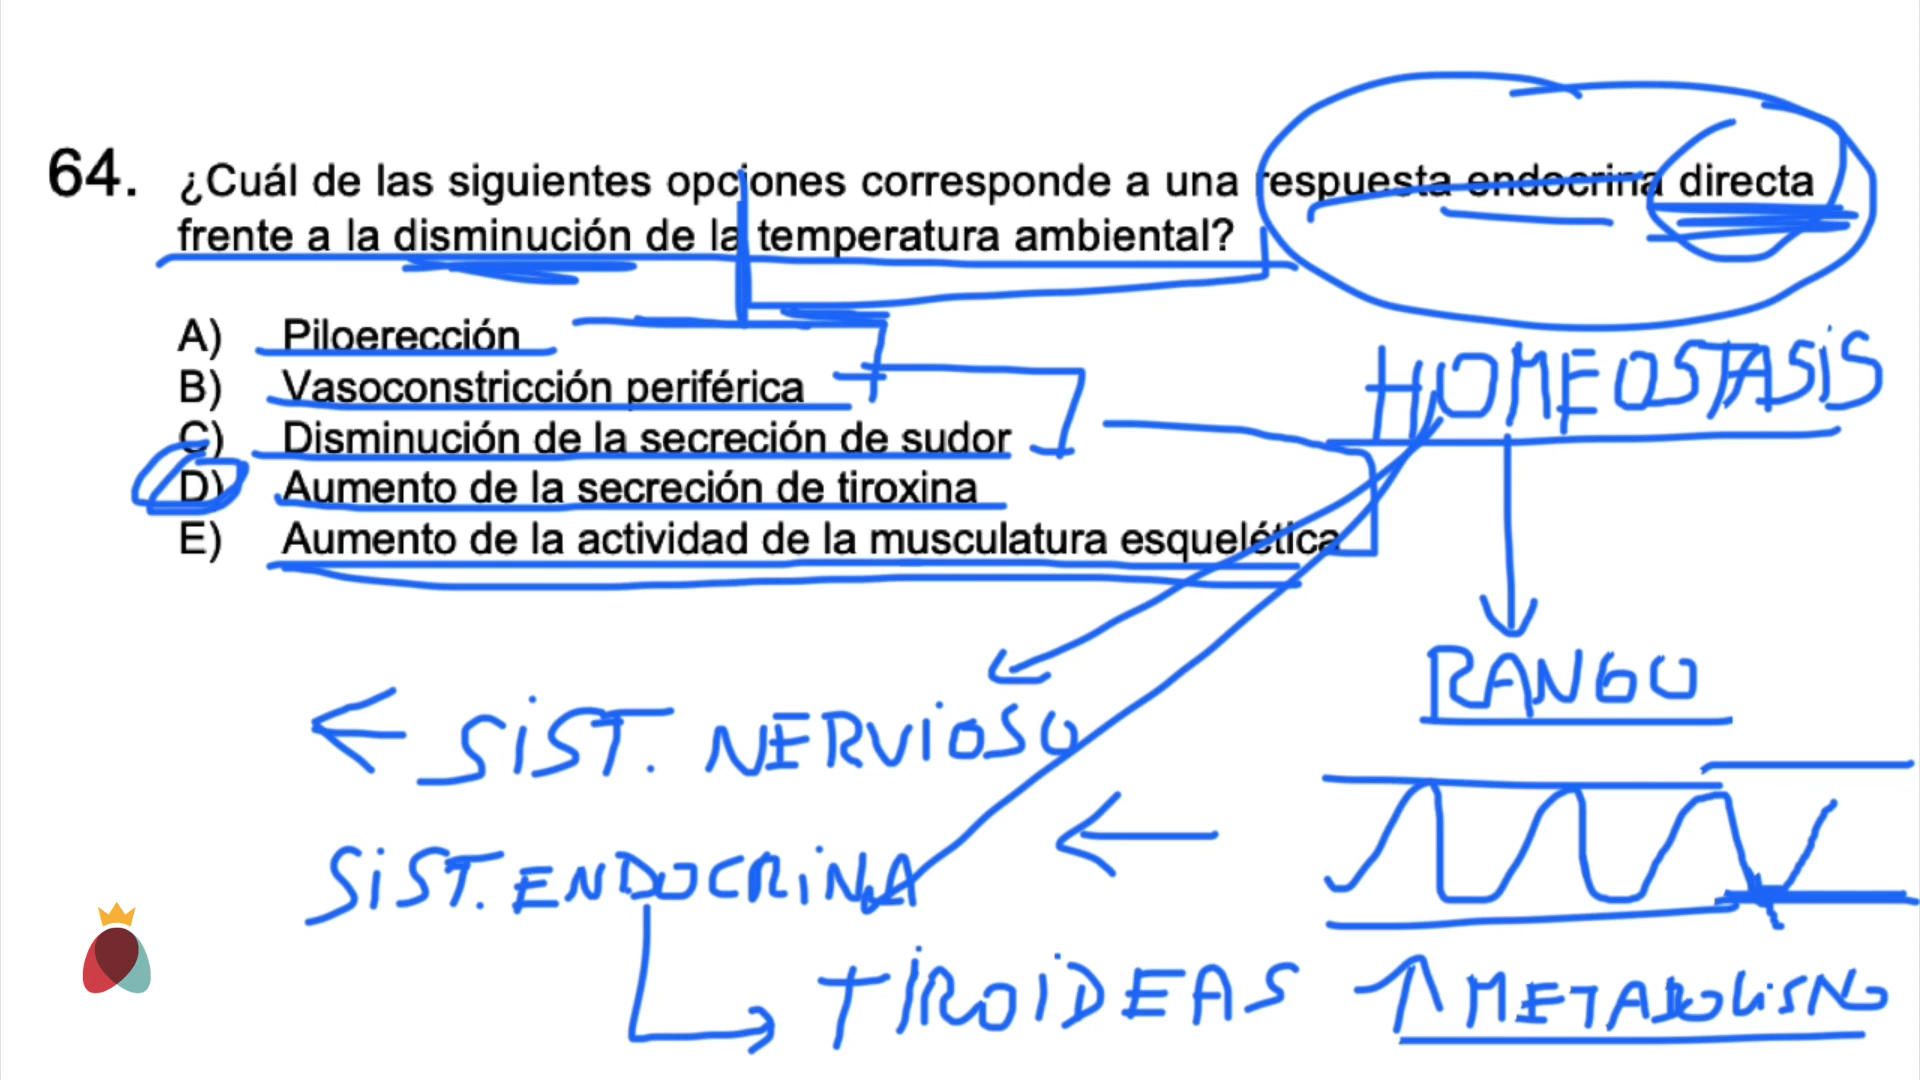 64. ¿Cuál de las siguientes opciones corresponde a una respuesta endocrina directa
frente a la disminución de la temperatura ambiental?
A) Piloerección
B) Vasoconstricción periférica
C) Disminución de la secreción de sudor
D) Aumento de la secreción de tiroxina
E) Aumento de la actividad de la musculatura esquelética
HOMEOSTASIS
RANGO
SIST. NERVIOSO
SIST. ENDOCRINA
TIROIDEAS
METABOLISMO